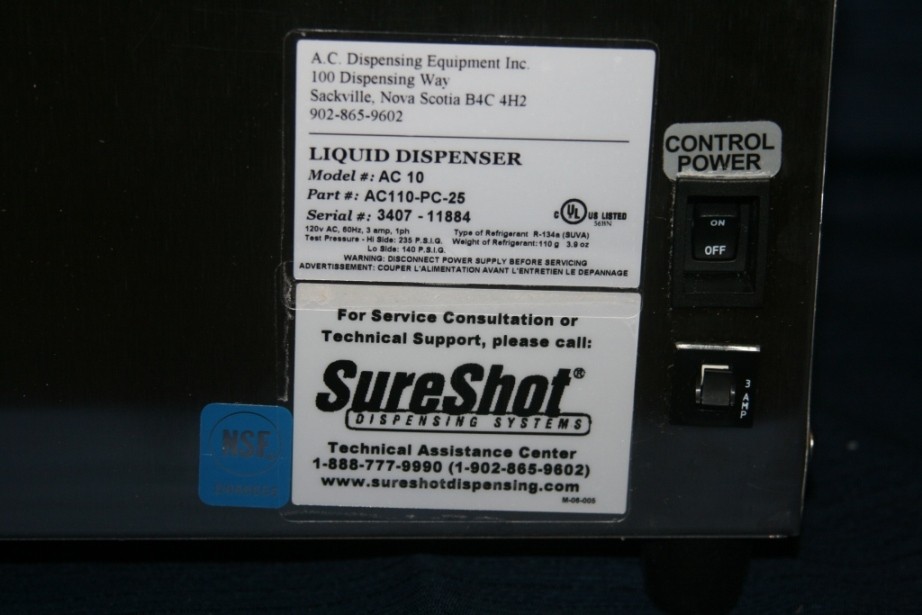 A.C. Dispensing Equipment Inc.
100 Dispensing Way
Sackville, Nova Scotia B4C 4H2
902-865-9602
LIQUID DISPENSER
Model #: AC 10
Part #: AC110-PC-25
Serial #: 3407 - 11884
C UL US LISTED
120v AC, 60Hz, 3 amp, 1ph
Type of Refrigerant R-134a (SUVA)
Test Pressure - Hi Side: 235 P.S.I.G.
Weight of Refrigerant: 110 g 3.9 oz
Lo Side: 140 P.S.I.G.
WARNING: DISCONNECT POWER SUPPLY BEFORE SERVICING
ADVERTISSEMENT: COUPER L'ALIMENTATION AVANT L'ENTRETIEN LE DEPANNAGE
CONTROL
POWER
ON
OFF
3 AMP
For Service Consultation or
Technical Support, please call:
SureShot®
DISPENSING SYSTEMS
Technical Assistance Center
1-888-777-9990 (1-902-865-9602)
www.sureshotdispensing.com
M-05-005
NSF